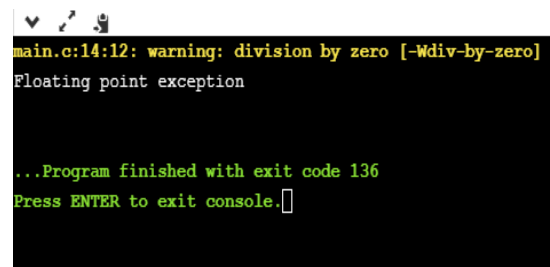 main.c:14:12: warning: division by zero [-Wdiv-by-zero]
Floating point exception
...Program finished with exit code 136
Press ENTER to exit console.